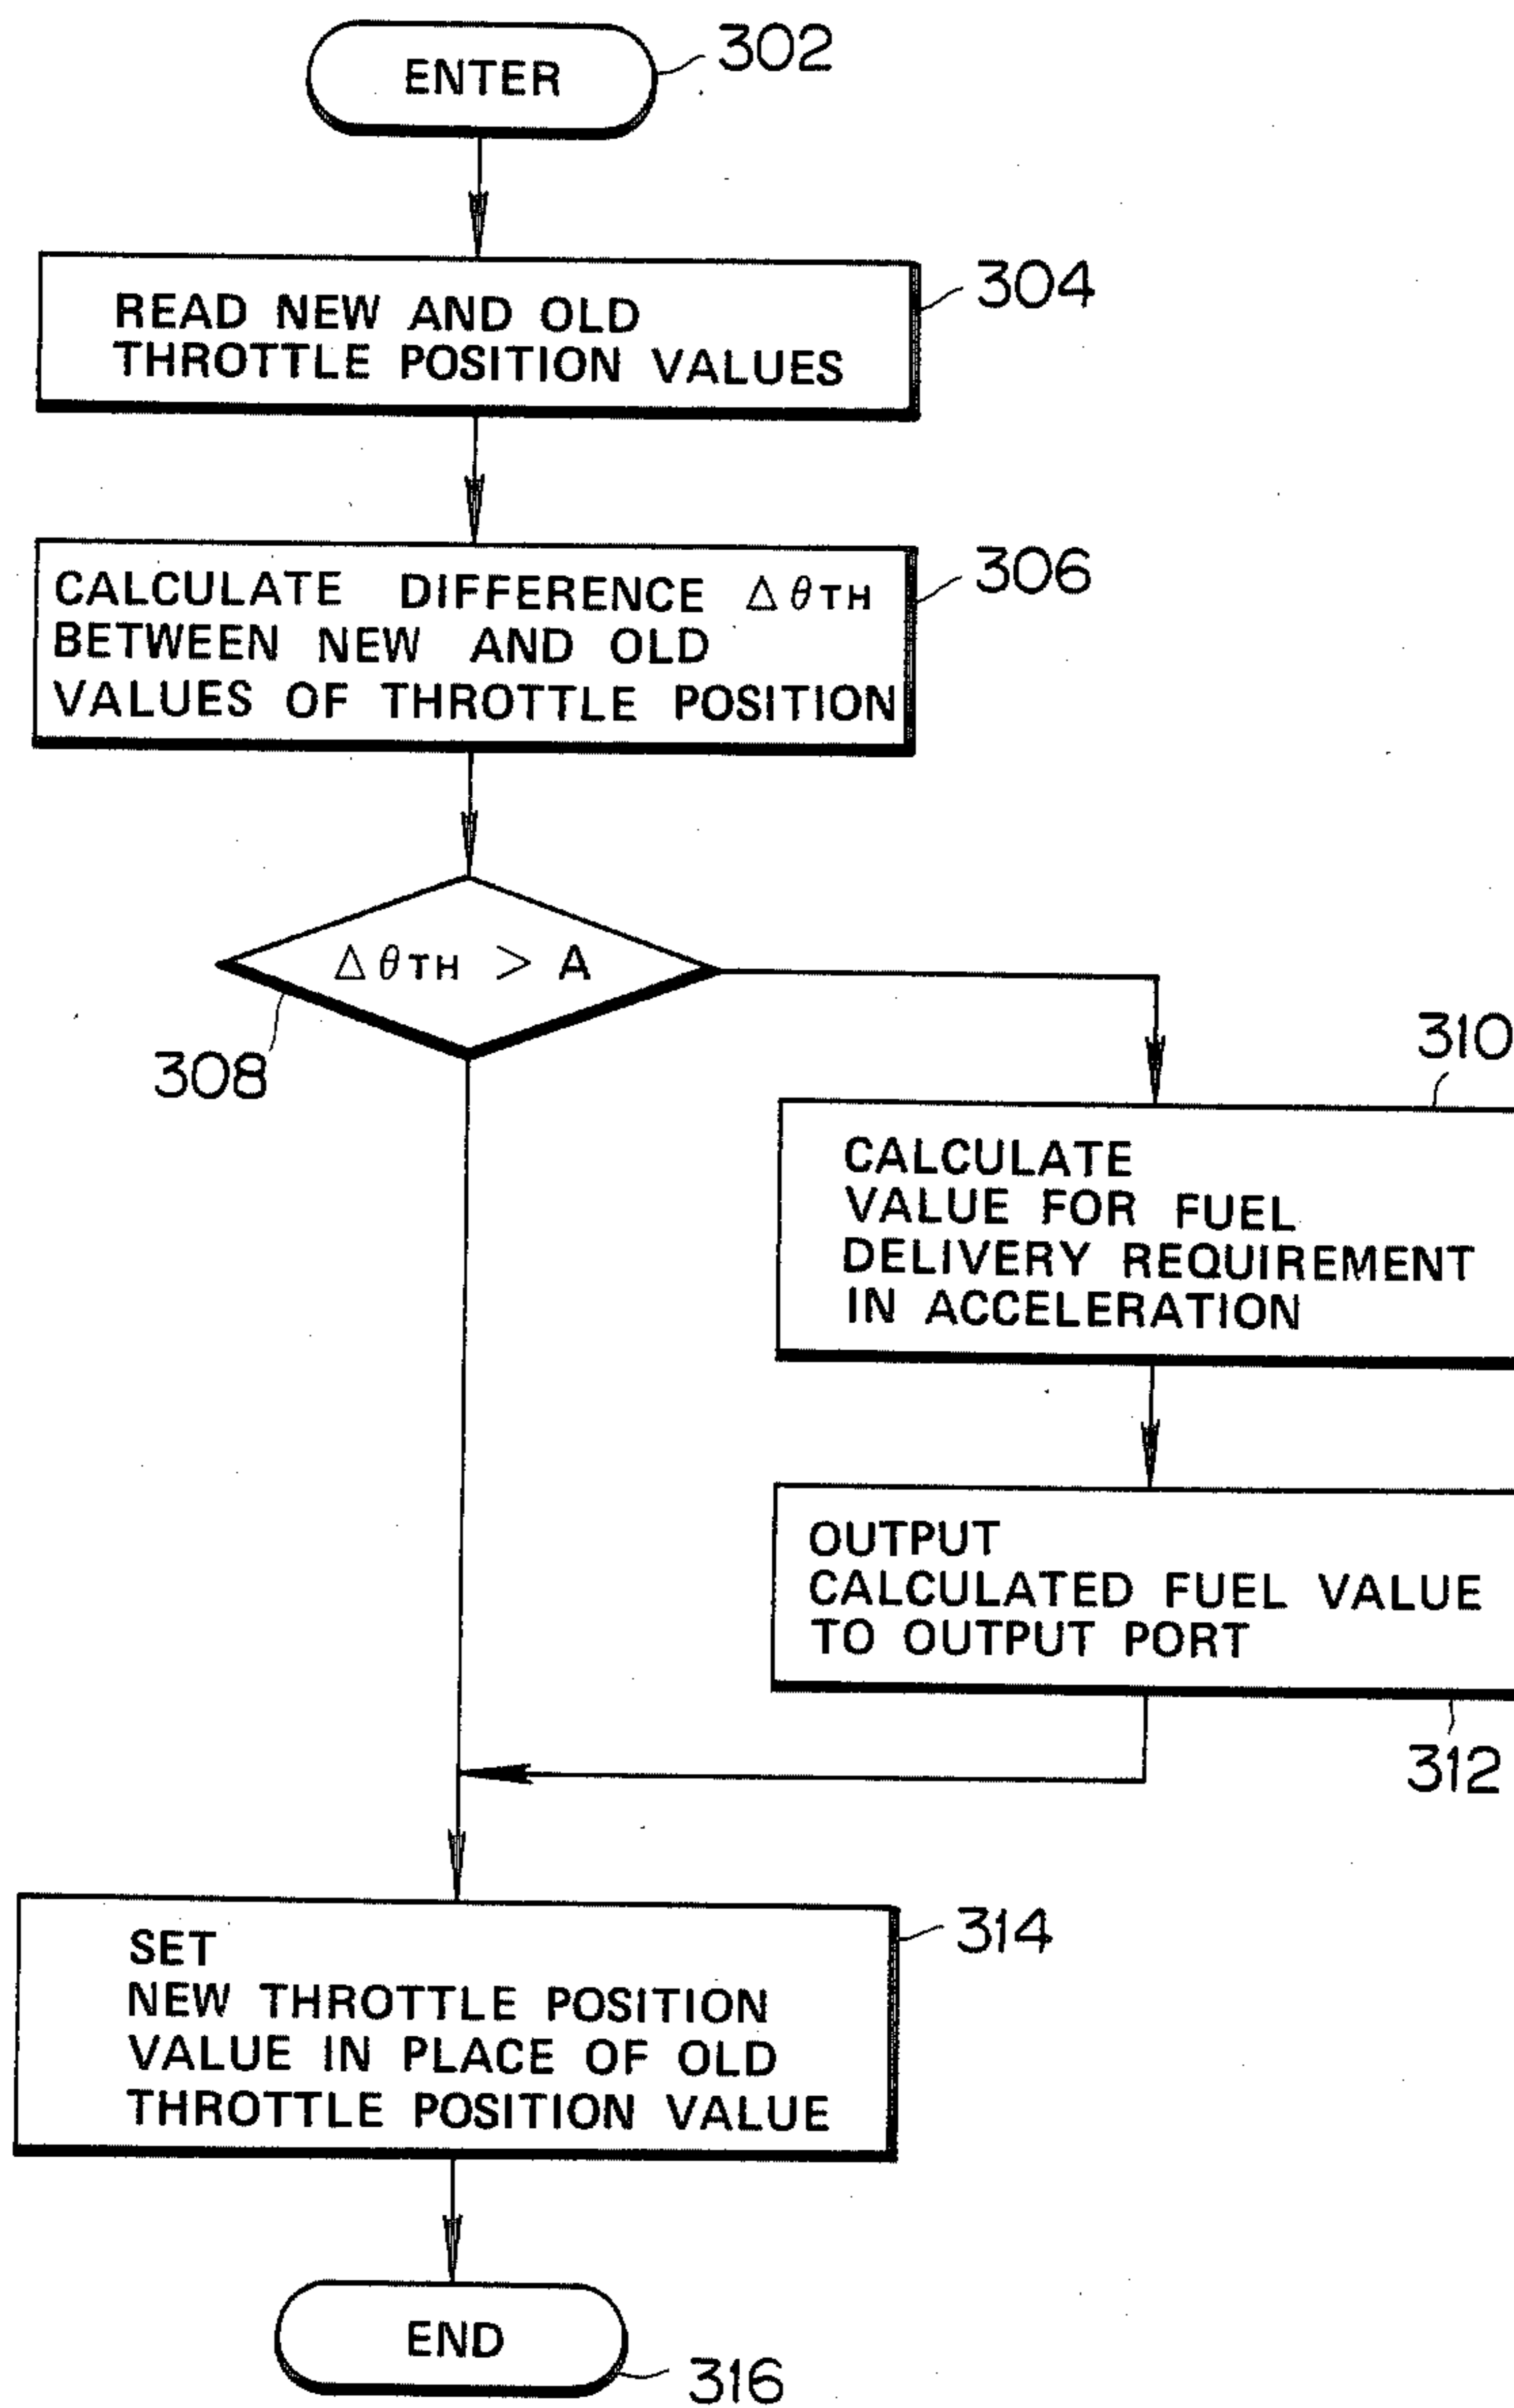 ENTER
302
READ NEW AND OLD
THROTTLE POSITION VALUES
304
CALCULATE DIFFERENCE ΔθTH
BETWEEN NEW AND OLD
VALUES OF THROTTLE POSITION
306
ΔθTH > A
308
310
CALCULATE
VALUE FOR FUEL
DELIVERY REQUIREMENT
IN ACCELERATION
OUTPUT
CALCULATED FUEL VALUE
TO OUTPUT PORT
312
SET
NEW THROTTLE POSITION
VALUE IN PLACE OF OLD
THROTTLE POSITION VALUE
314
END
316